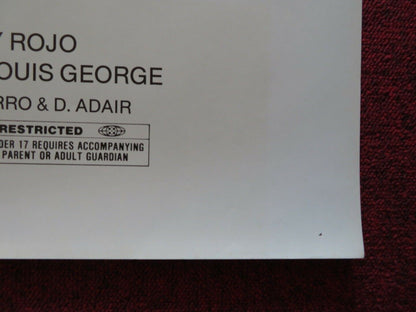 Y ROJO
OUIS GEORGE
RRO & D. ADAIR
RESTRICTED
DER 17 REQUIRES ACCOMPANYING
PARENT OR ADULT GUARDIAN